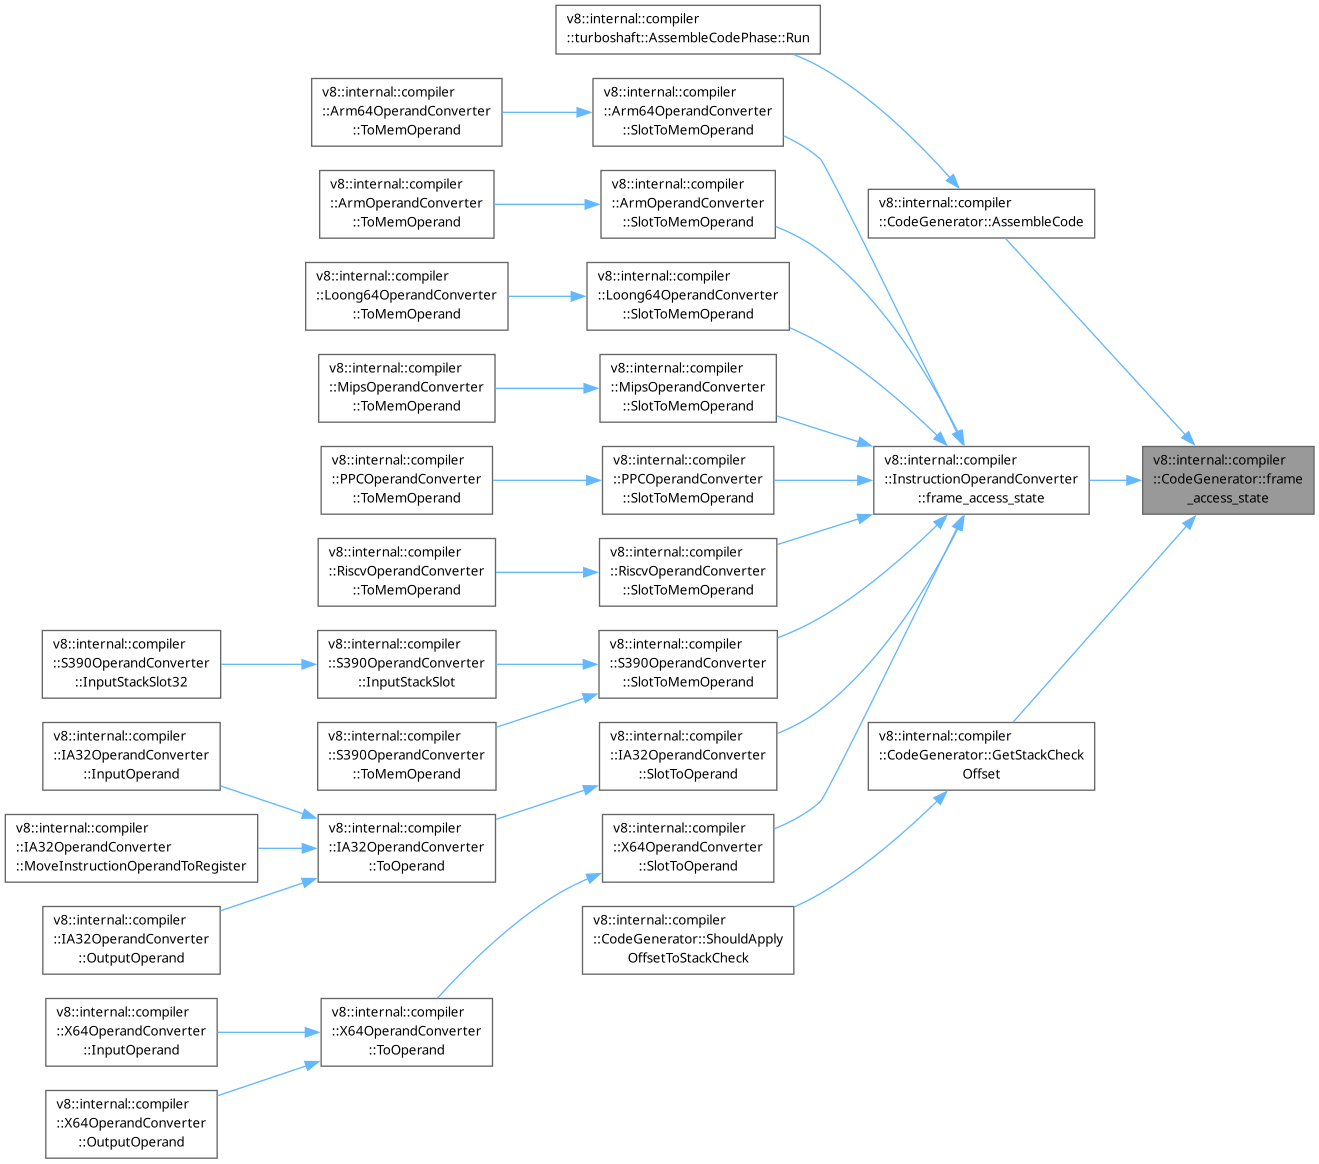 v8::internal::compiler
::turboshaft::AssembleCodePhase::Run
v8::internal::compiler
::Arm64OperandConverter
::ToMemOperand
v8::internal::compiler
::Arm64OperandConverter
::SlotToMemOperand
v8::internal::compiler
::ArmOperandConverter
::ToMemOperand
v8::internal::compiler
::ArmOperandConverter
::SlotToMemOperand
v8::internal::compiler
::CodeGenerator::AssembleCode
v8::internal::compiler
::Loong64OperandConverter
::ToMemOperand
v8::internal::compiler
::Loong64OperandConverter
::SlotToMemOperand
v8::internal::compiler
::MipsOperandConverter
::ToMemOperand
v8::internal::compiler
::MipsOperandConverter
::SlotToMemOperand
v8::internal::compiler
::PPCOperandConverter
::ToMemOperand
v8::internal::compiler
::PPCOperandConverter
::SlotToMemOperand
v8::internal::compiler
::InstructionOperandConverter
::frame_access_state
v8::internal::compiler
::CodeGenerator::frame
_access_state
v8::internal::compiler
::RiscvOperandConverter
::ToMemOperand
v8::internal::compiler
::RiscvOperandConverter
::SlotToMemOperand
v8::internal::compiler
::S390OperandConverter
::InputStackSlot32
v8::internal::compiler
::S390OperandConverter
::InputStackSlot
v8::internal::compiler
::S390OperandConverter
::SlotToMemOperand
v8::internal::compiler
::IA32OperandConverter
::InputOperand
v8::internal::compiler
::S390OperandConverter
::ToMemOperand
v8::internal::compiler
::IA32OperandConverter
::SlotToOperand
v8::internal::compiler
::CodeGenerator::GetStackCheck
Offset
v8::internal::compiler
::IA32OperandConverter
::MoveInstructionOperandToRegister
v8::internal::compiler
::IA32OperandConverter
::ToOperand
v8::internal::compiler
::X64OperandConverter
::SlotToOperand
v8::internal::compiler
::IA32OperandConverter
::OutputOperand
v8::internal::compiler
::CodeGenerator::ShouldApply
OffsetToStackCheck
v8::internal::compiler
::X64OperandConverter
::InputOperand
v8::internal::compiler
::X64OperandConverter
::ToOperand
v8::internal::compiler
::X64OperandConverter
::OutputOperand